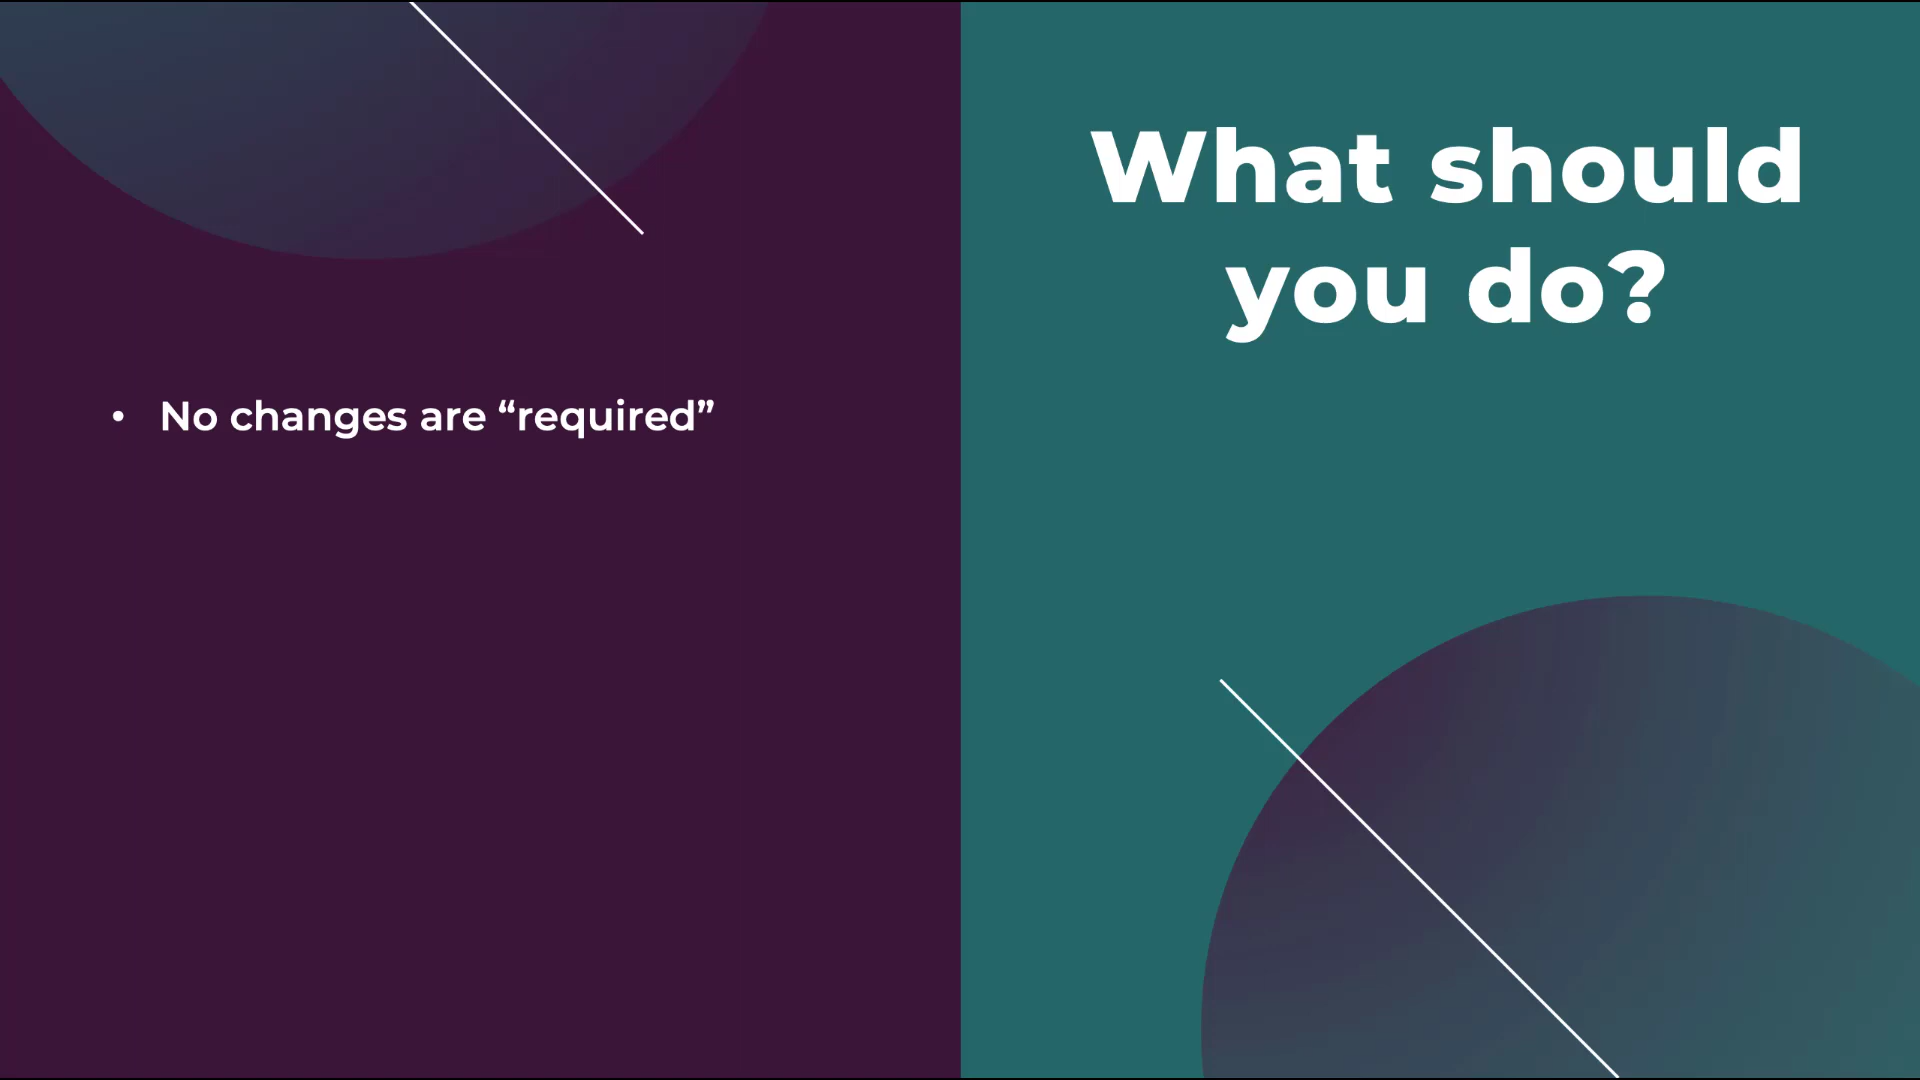 What should
you do?
• No changes are “required”